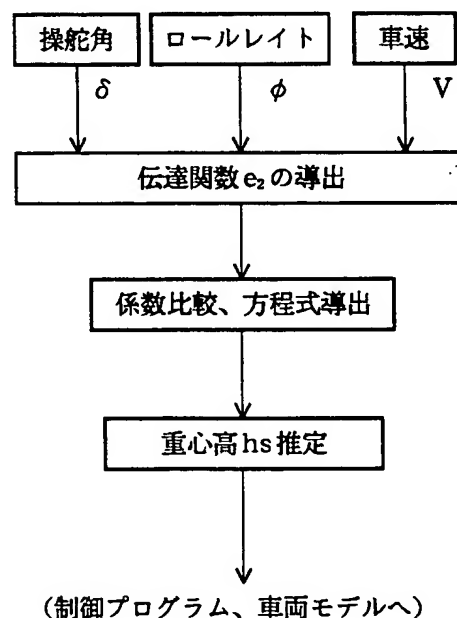 操舵角 ロールレイト 車速
δ φ V
伝達関数e₂の導出
係数比較、方程式導出
重心高hs推定
(制御プログラム、車両モデルへ)